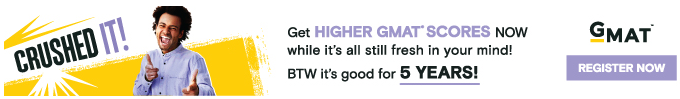 CRUSHED IT!
Get HIGHER GMAT™ SCORES NOW
while it's all still fresh in your mind!
BTW it's good for 5 YEARS!
GMAT™
REGISTER NOW